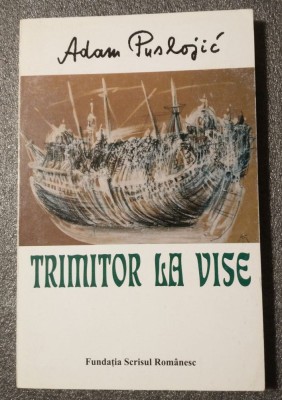 Adam Puslojić
TRIMITOR LA VISE
Fundația Scrisul Românesc